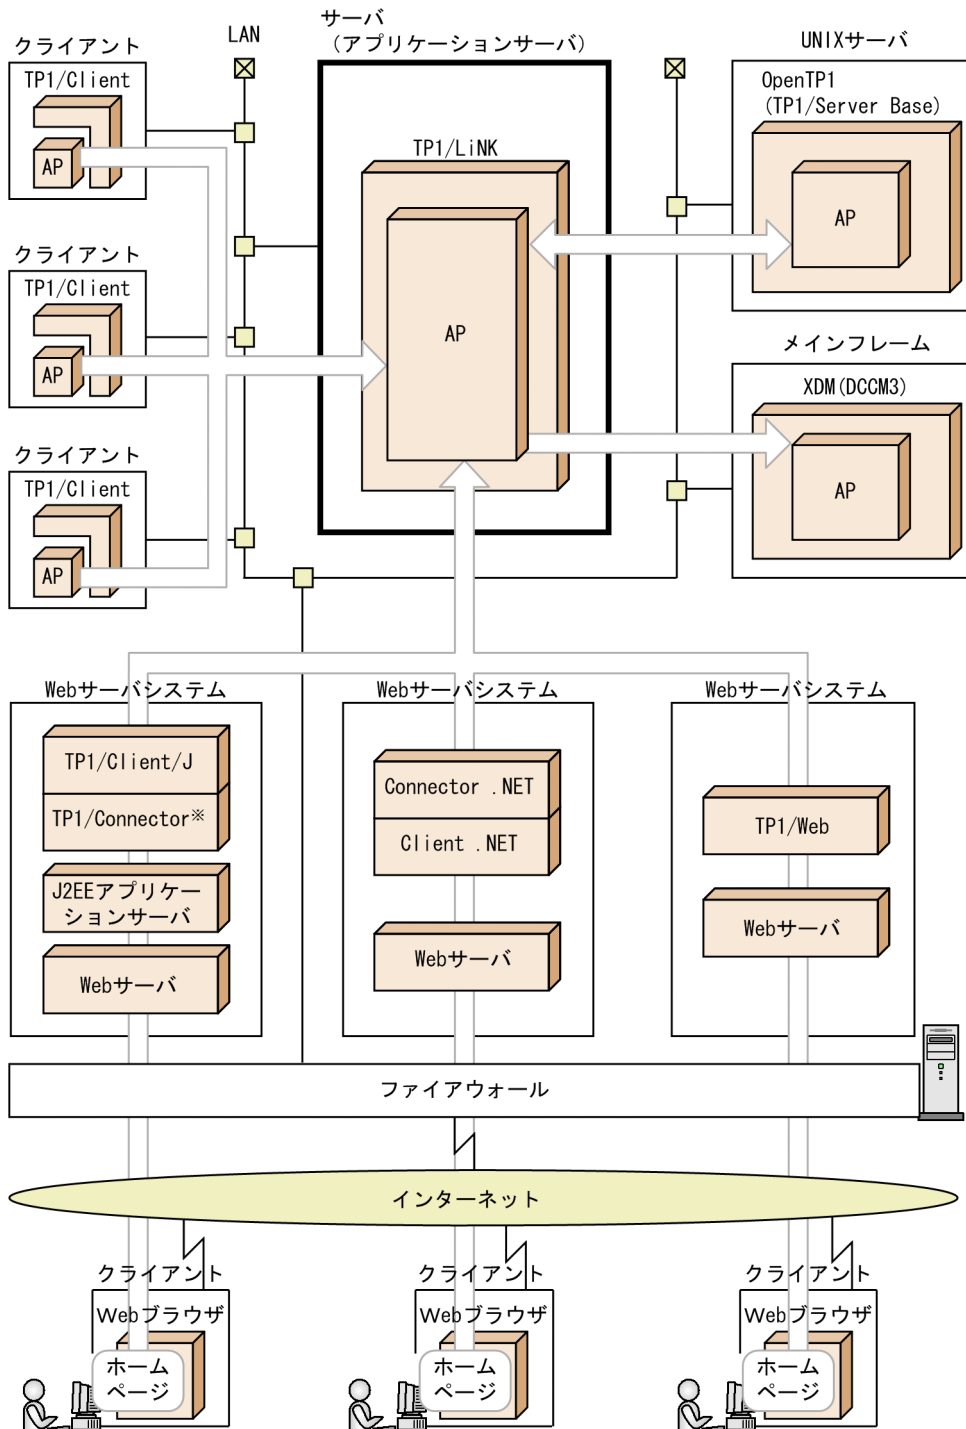 サーバ
(アプリケーションサーバ)
LAN
UNIXサーバ
クライアント
TP1/Client
AP
クライアント
TP1/Client
AP
クライアント
TP1/Client
AP
TP1/LiNK
AP
OpenTP1
(TP1/Server Base)
AP
メインフレーム
XDM(DCCM3)
AP
Webサーバシステム
TP1/Client/J
TP1/Connector※
J2EEアプリケー
ションサーバ
Webサーバ
Webサーバシステム
Connector .NET
Client .NET
Webサーバ
Webサーバシステム
TP1/Web
Webサーバ
ファイアウォール
インターネット
クライアント
Webブラウザ
ホーム
ページ
クライアント
Webブラウザ
ホーム
ページ
クライアント
Webブラウザ
ホーム
ページ